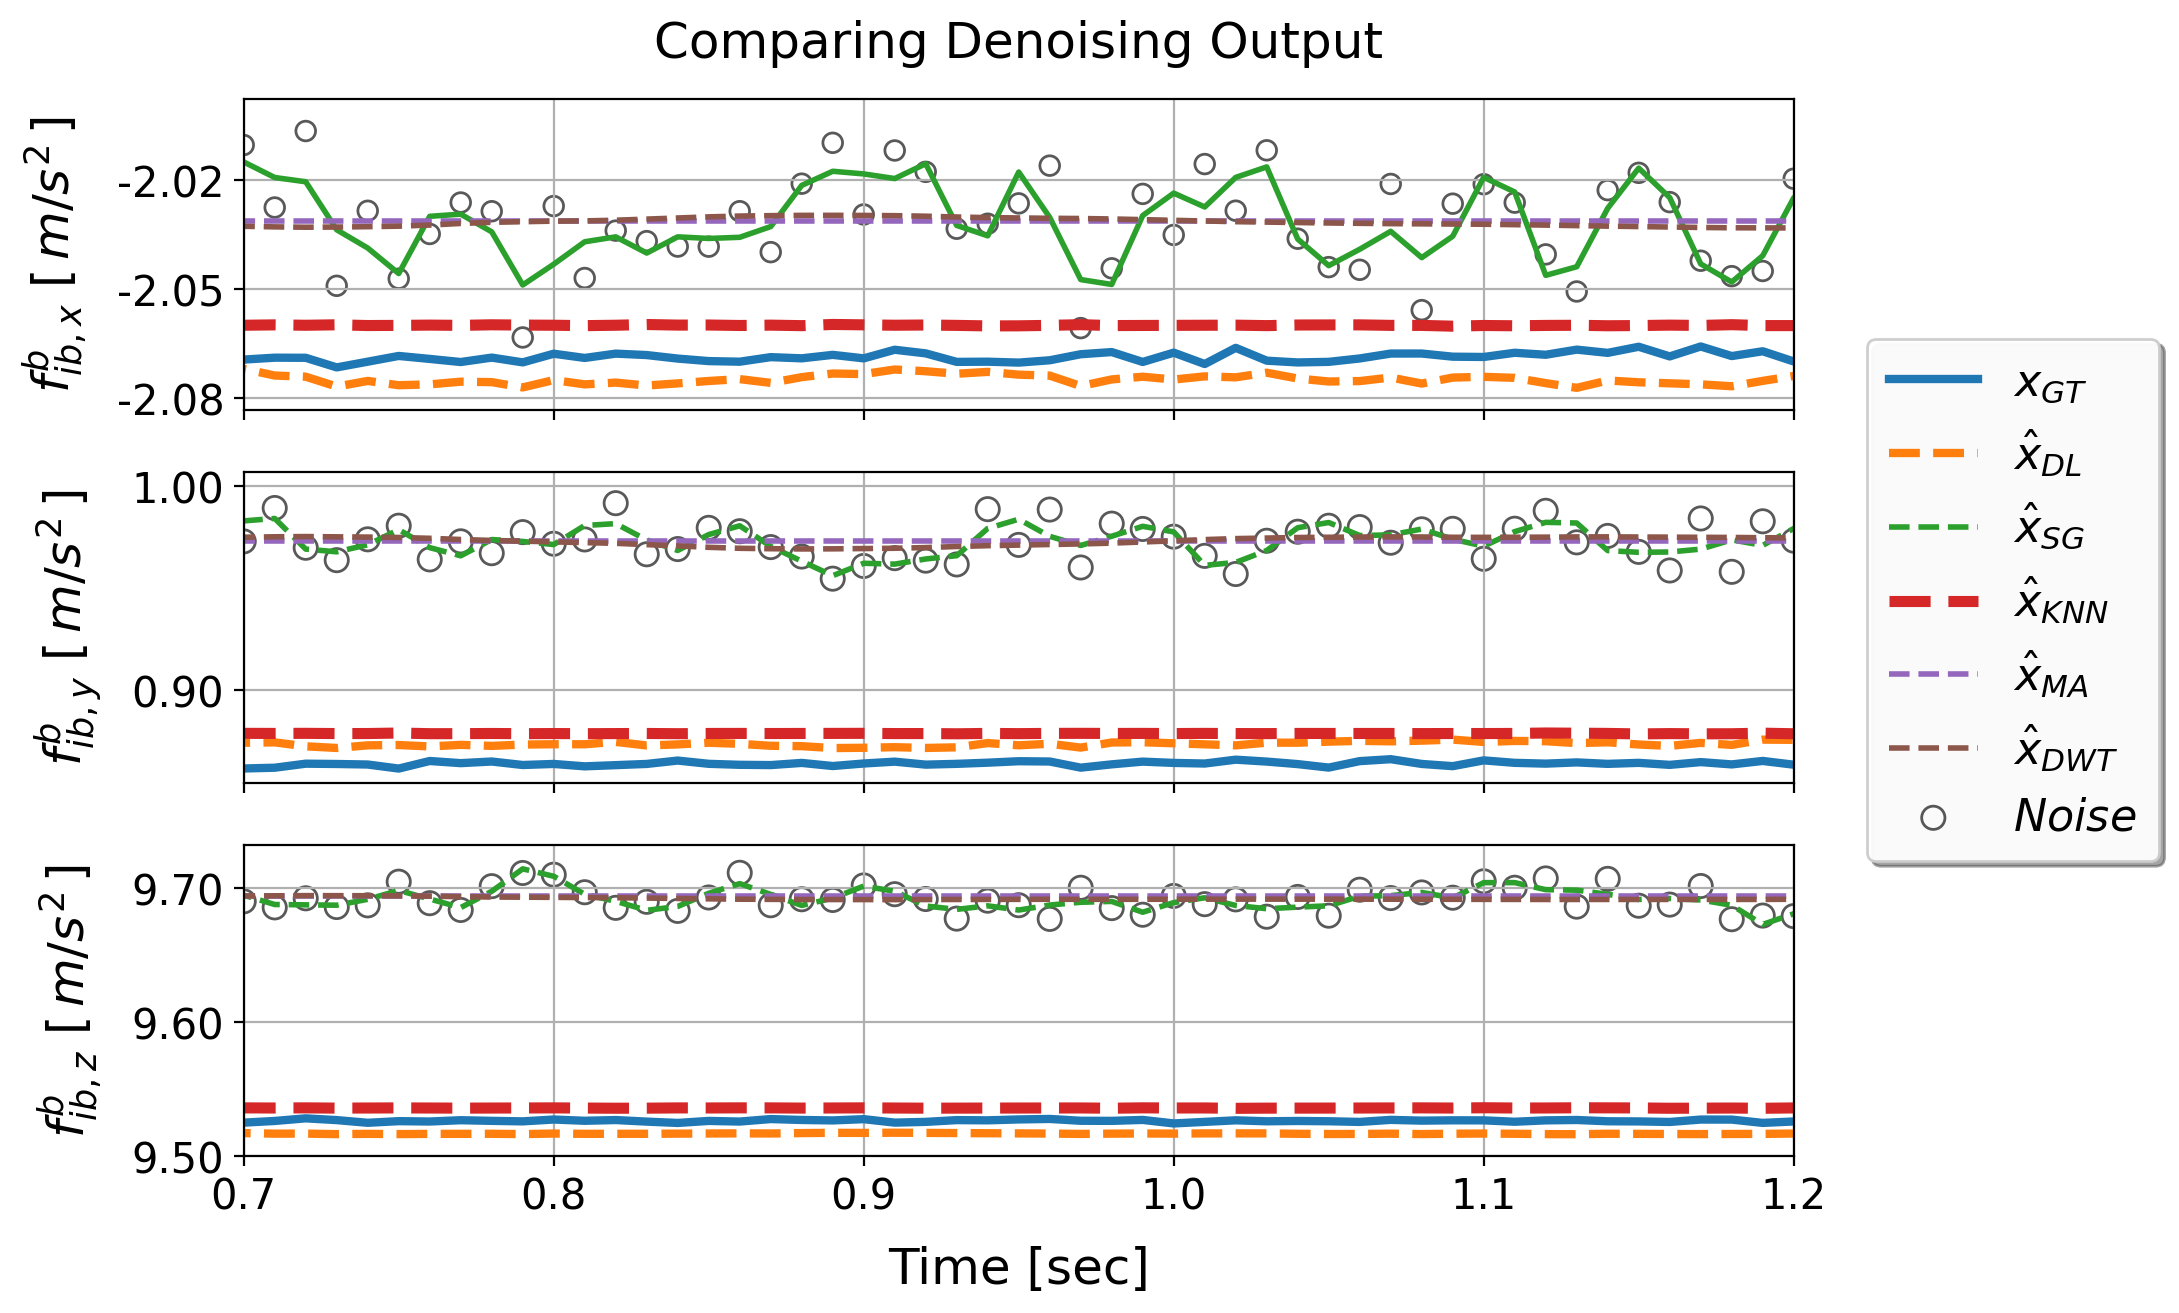 Comparing Denoising Output
f^b_{ib, x} [ m/s^2 ]
-2.02
-2.05
-2.08
f^b_{ib, y} [ m/s^2 ]
1.00
0.90
f^b_{ib, z} [ m/s^2 ]
9.70
9.60
9.50
0.7 0.8 0.9 1.0 1.1 1.2
Time [sec]
x_{GT}
x̂_{DL}
x̂_{SG}
x̂_{KNN}
x̂_{MA}
x̂_{DWT}
Noise